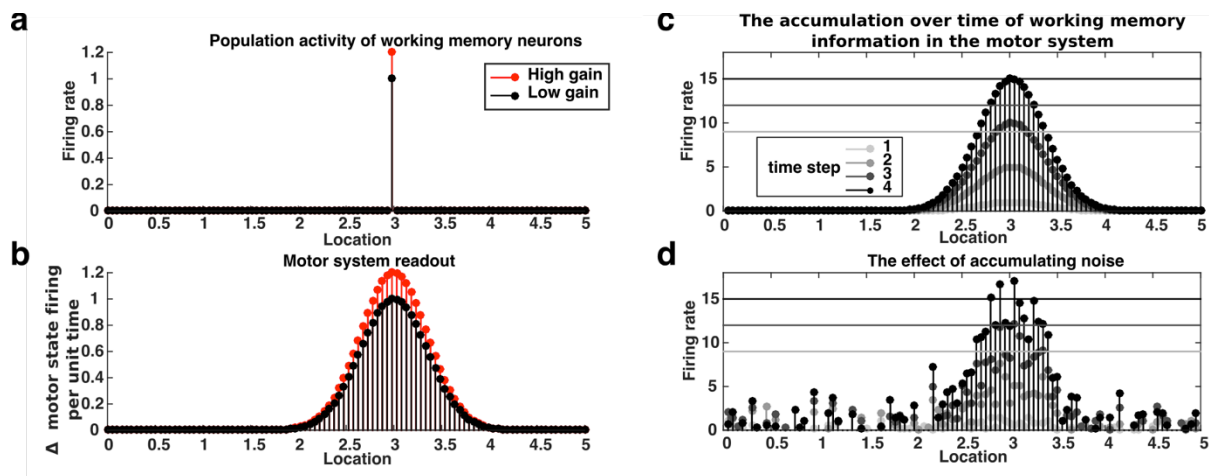 a
Population activity of working memory neurons
Firing rate
1.2
1
0.8
0.6
0.4
0.2
0
High gain
Low gain
0 0.5 1 1.5 2 2.5 3 3.5 4 4.5 5
Location
b
Motor system readout
Δ motor state firing
per unit time
1.2
1
0.8
0.6
0.4
0.2
0
0 0.5 1 1.5 2 2.5 3 3.5 4 4.5 5
Location
c
The accumulation over time of working memory
information in the motor system
Firing rate
15
10
5
0
time step
1
2
3
4
0 0.5 1 1.5 2 2.5 3 3.5 4 4.5 5
Location
d
The effect of accumulating noise
Firing rate
15
10
5
0
0 0.5 1 1.5 2 2.5 3 3.5 4 4.5 5
Location